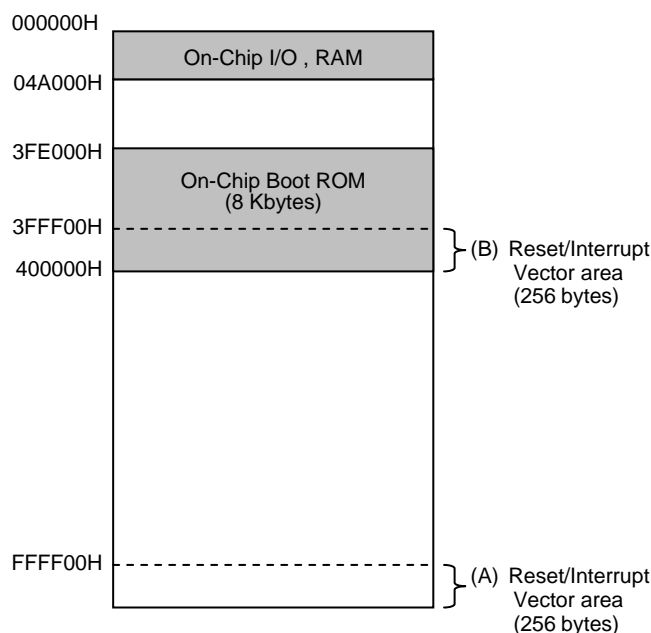 000000H
On-Chip I/O , RAM
04A000H
3FE000H
On-Chip Boot ROM
(8 Kbytes)
3FFF00H
(B) Reset/Interrupt
Vector area
(256 bytes)
400000H
FFFF00H
(A) Reset/Interrupt
Vector area
(256 bytes)